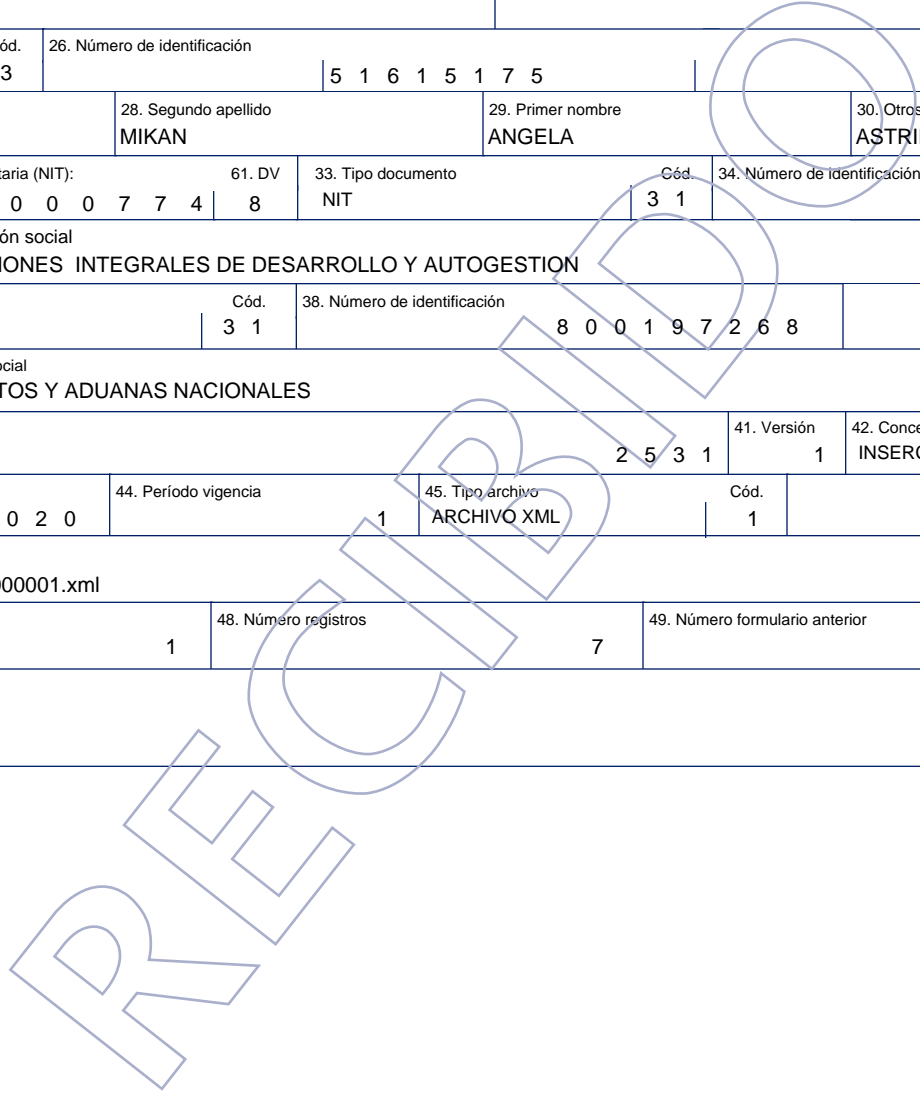 ód. 26. Número de identificación
3 5 1 6 1 5 1 7 5
28. Segundo apellido 29. Primer nombre 30. Otros
MIKAN ANGELA ASTRI
taria (NIT): 61. DV 33. Tipo documento Cód. 34. Número de identificación
0 0 0 7 7 4 8 NIT 3 1
ón social
IONES INTEGRALES DE DESARROLLO Y AUTOGESTION
Cód. 38. Número de identificación
3 1 8 0 0 1 9 7 2 6 8
ocial
TOS Y ADUANAS NACIONALES
41. Versión 42. Conce
2 5 3 1 1 INSERC
44. Período vigencia 45. Tipo archivo Cód.
0 2 0 1 ARCHIVO XML 1
000001.xml
48. Número registros 49. Número formulario anterior
1 7
RECIBIDO